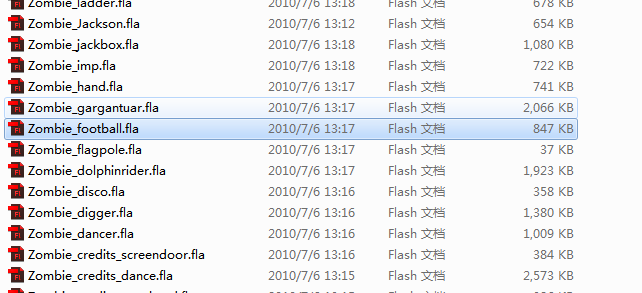 Zombie_ladder.fla 2010/7/6 13:18 Flash 文档 678 KB
Zombie_Jackson.fla 2010/7/6 13:12 Flash 文档 654 KB
Zombie_jackbox.fla 2010/7/6 13:18 Flash 文档 1,080 KB
Zombie_imp.fla 2010/7/6 13:18 Flash 文档 722 KB
Zombie_hand.fla 2010/7/6 13:17 Flash 文档 741 KB
Zombie_gargantuar.fla 2010/7/6 13:17 Flash 文档 2,066 KB
Zombie_football.fla 2010/7/6 13:17 Flash 文档 847 KB
Zombie_flagpole.fla 2010/7/6 13:17 Flash 文档 37 KB
Zombie_dolphinrider.fla 2010/7/6 13:17 Flash 文档 1,923 KB
Zombie_disco.fla 2010/7/6 13:16 Flash 文档 358 KB
Zombie_digger.fla 2010/7/6 13:16 Flash 文档 1,380 KB
Zombie_dancer.fla 2010/7/6 13:16 Flash 文档 1,009 KB
Zombie_credits_screendoor.fla 2010/7/6 13:16 Flash 文档 384 KB
Zombie_credits_dance.fla 2010/7/6 13:15 Flash 文档 2,573 KB